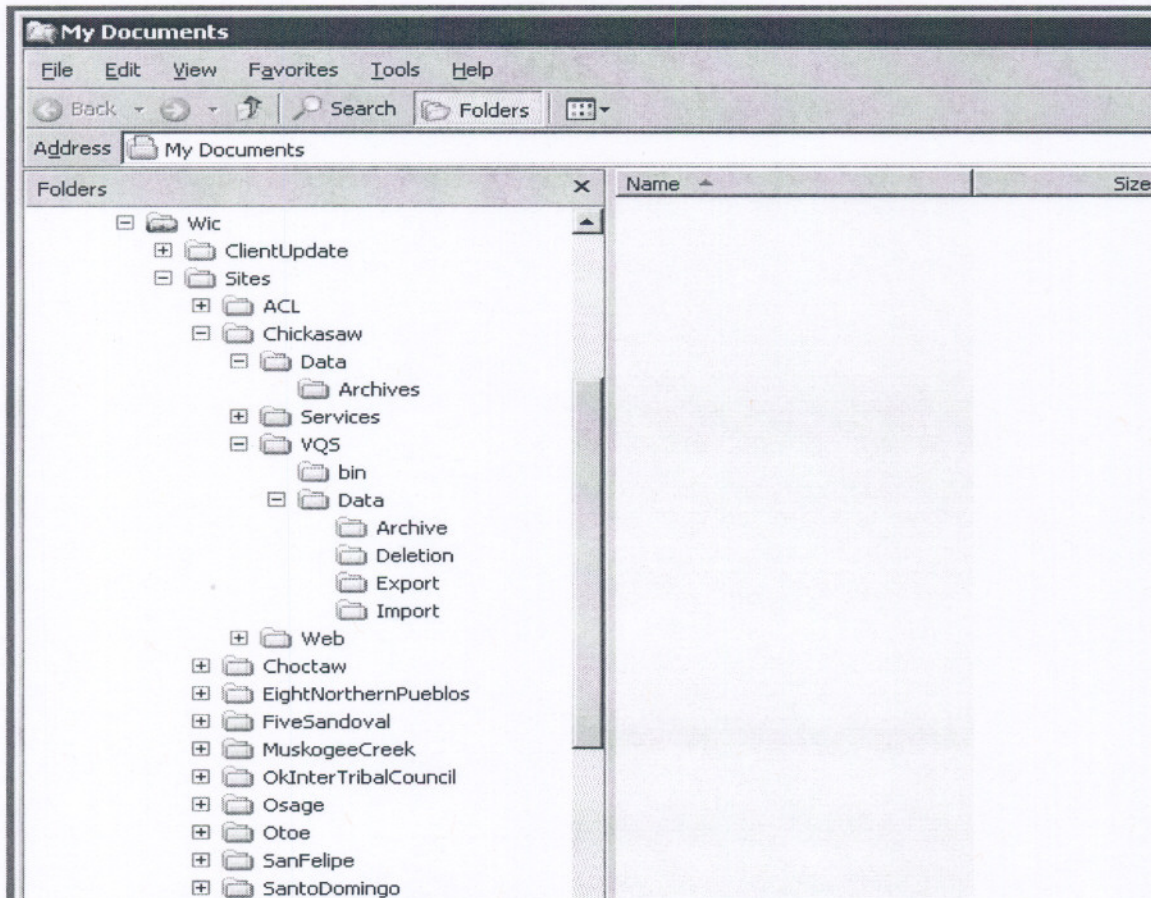 My Documents
File Edit View Favorites Tools Help
Back Search Folders
Address My Documents
Folders
Name Size
Wic
ClientUpdate
Sites
ACL
Chickasaw
Data
Archives
Services
VQS
bin
Data
Archive
Deletion
Export
Import
Web
Choctaw
EightNorthernPueblos
FiveSandoval
MuskogeeCreek
OkInterTribalCouncil
Osage
Otoe
SanFelipe
SantoDomingo